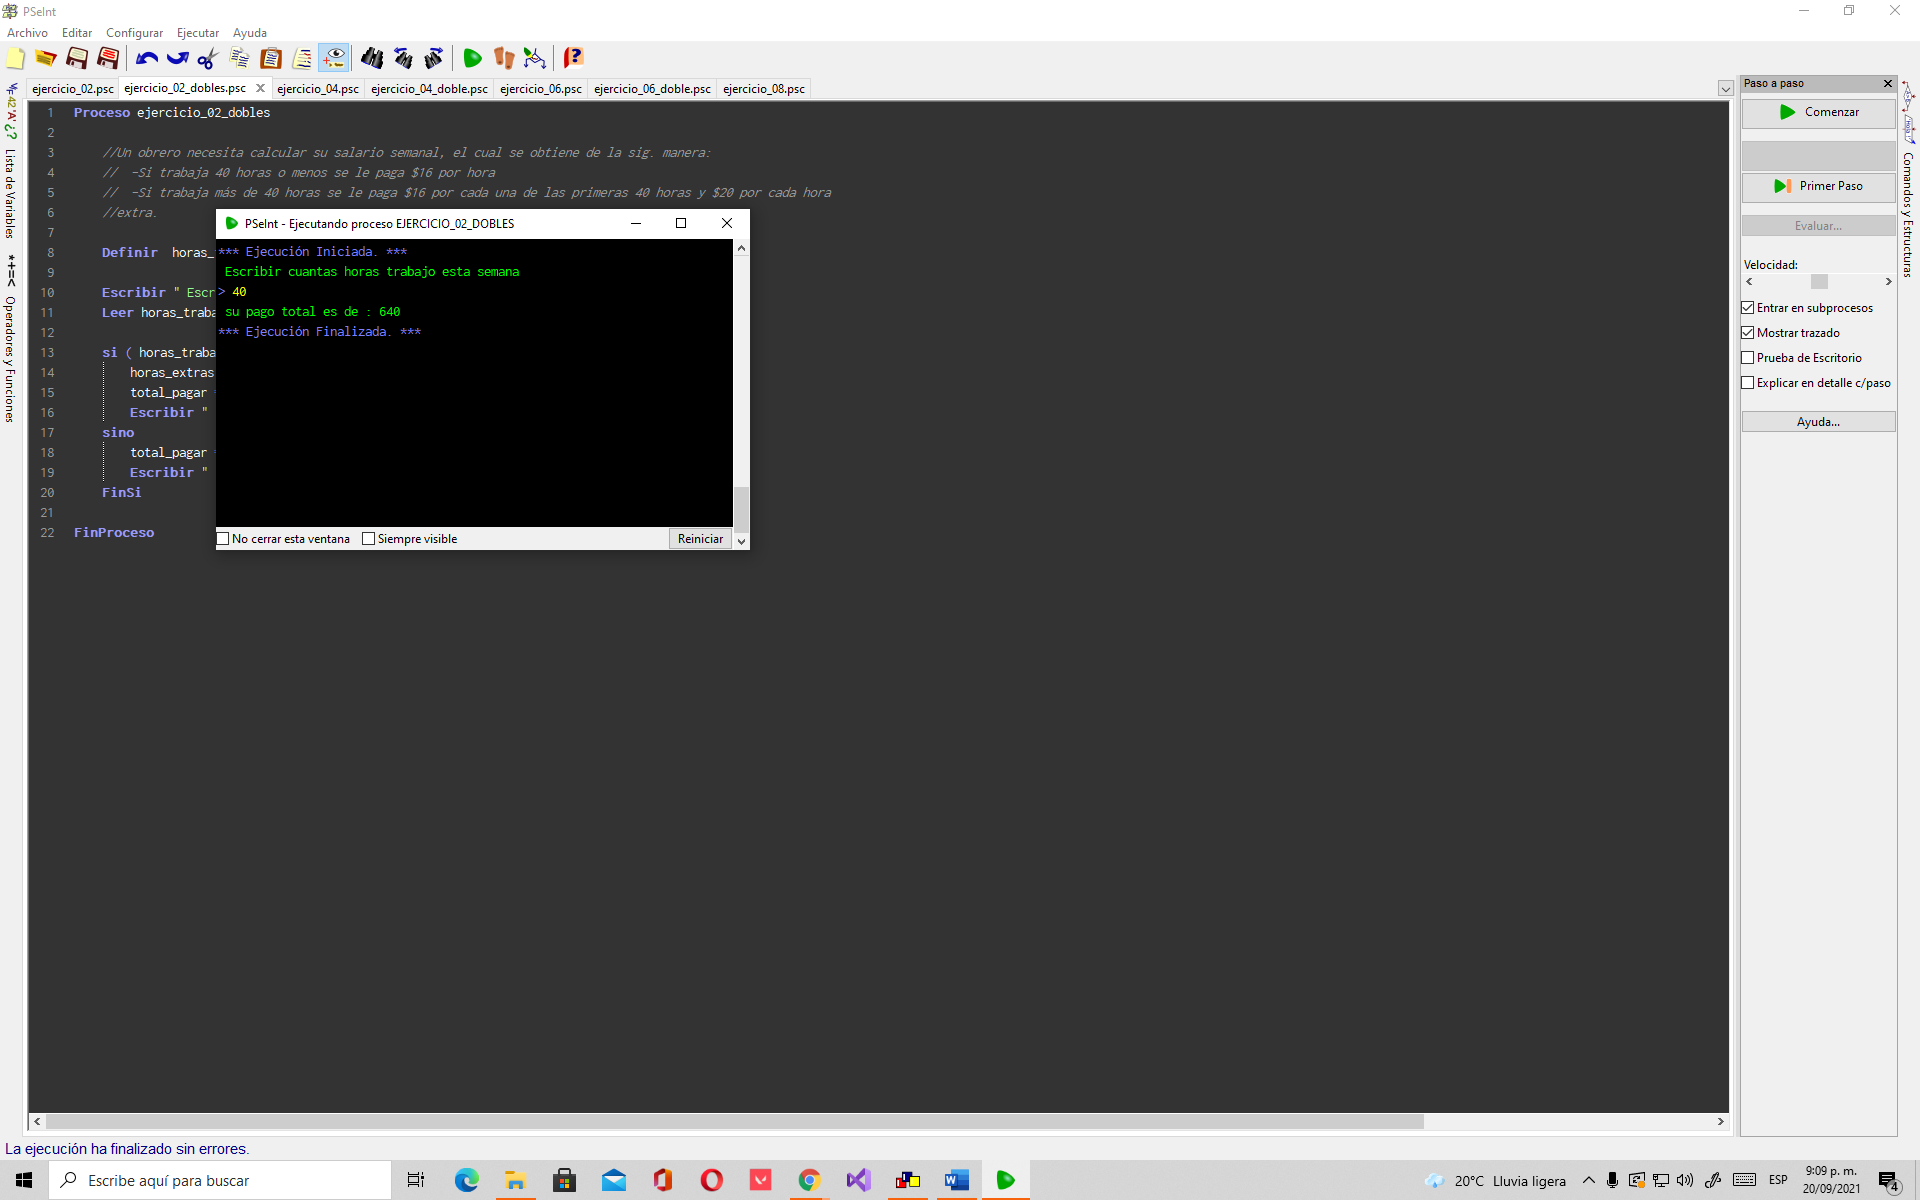 PSeInt
Archivo Editar Configurar Ejecutar Ayuda
ejercicio_02.psc ejercicio_02_dobles.psc ejercicio_04.psc ejercicio_04_doble.psc ejercicio_06.psc ejercicio_06_doble.psc ejercicio_08.psc
1 Proceso ejercicio_02_dobles
2
3 //Un obrero necesita calcular su salario semanal, el cual se obtiene de la sig. manera:
4 // -Si trabaja 40 horas o menos se le paga $16 por hora
5 // -Si trabaja más de 40 horas se le paga $16 por cada una de las primeras 40 horas y $20 por cada hora
6 //extra.
7
8 Definir horas_
9
10 Escribir " Escr
11 Leer horas_traba
12
13 si ( horas_traba
14 horas_extras
15 total_pagar
16 Escribir "
17 sino
18 total_pagar
19 Escribir "
20 FinSi
21
22 FinProceso
PSeInt - Ejecutando proceso EJERCICIO_02_DOBLES
*** Ejecución Iniciada. ***
Escribir cuantas horas trabajo esta semana
> 40
su pago total es de : 640
*** Ejecución Finalizada. ***
No cerrar esta ventana Siempre visible Reiniciar
Lista de Variables
*+=< Operadores y Funciones
Paso a paso
Comenzar
Primer Paso
Evaluar...
Velocidad:
Entrar en subprocesos
Mostrar trazado
Prueba de Escritorio
Explicar en detalle c/paso
Ayuda...
Comandos y Estructuras
La ejecución ha finalizado sin errores.
Escribe aquí para buscar
20°C Lluvia ligera
ESP
9:09 p. m.
20/09/2021
4